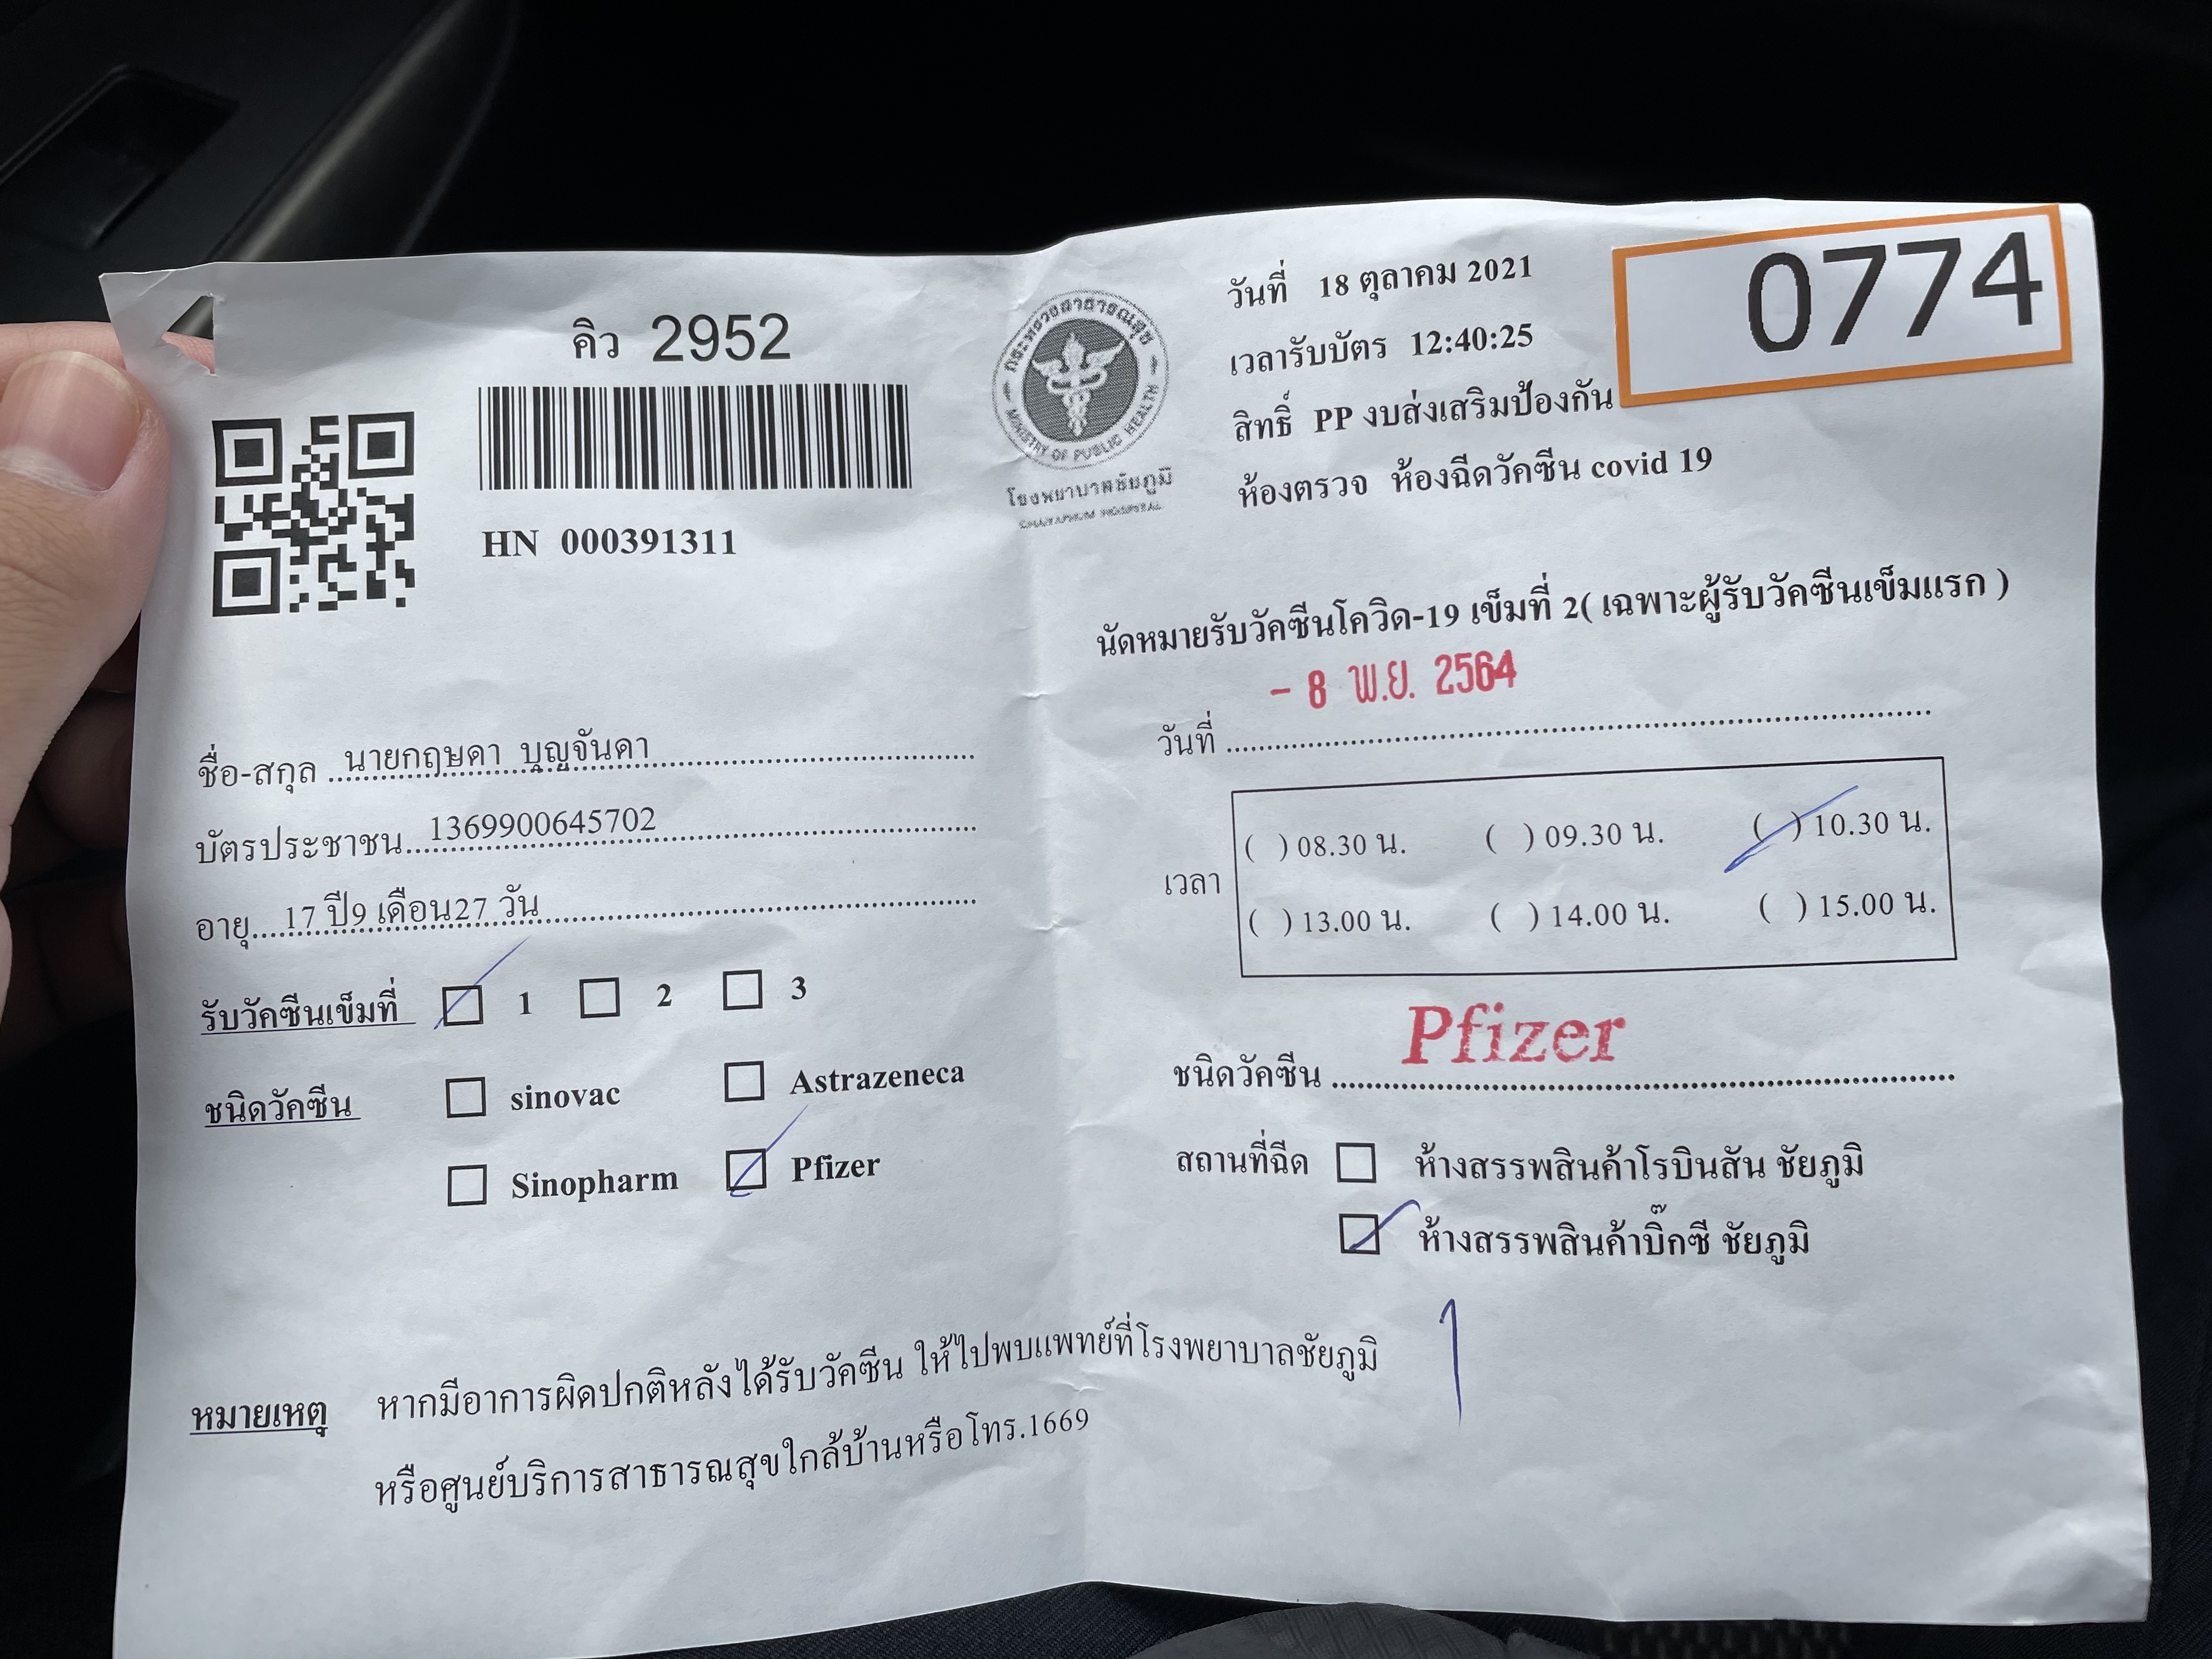 คิว 2952
HN 000391311
กระทรวงสาธารณสุข
MINISTRY OF PUBLIC HEALTH
โรงพยาบาลชัยภูมิ
CHAIYAPHUM HOSPITAL
วันที่ 18 ตุลาคม 2021
เวลารับบัตร 12:40:25
สิทธิ์ PP งบส่งเสริมป้องกัน
ห้องตรวจ ห้องฉีดวัคซีน covid 19
0774
ชื่อ-สกุล นายกฤษดา บุญจันดา
บัตรประชาชน 1369900645702
อายุ 17 ปี9 เดือน27 วัน
รับวัคซีนเข็มที่ 1 2 3
ชนิดวัคซีน sinovac Astrazeneca
Sinopharm Pfizer
นัดหมายรับวัคซีนโควิด-19 เข็มที่ 2( เฉพาะผู้รับวัคซีนเข็มแรก )
วันที่ - 8 พ.ย. 2564
เวลา
( ) 08.30 น. ( ) 09.30 น. ( ) 10.30 น.
( ) 13.00 น. ( ) 14.00 น. ( ) 15.00 น.
ชนิดวัคซีน Pfizer
สถานที่ฉีด ห้างสรรพสินค้าโรบินสัน ชัยภูมิ
ห้างสรรพสินค้าบิ๊กซี ชัยภูมิ
1
หมายเหตุ หากมีอาการผิดปกติหลังได้รับวัคซีน ให้ไปพบแพทย์ที่โรงพยาบาลชัยภูมิ
หรือศูนย์บริการสาธารณสุขใกล้บ้านหรือโทร.1669